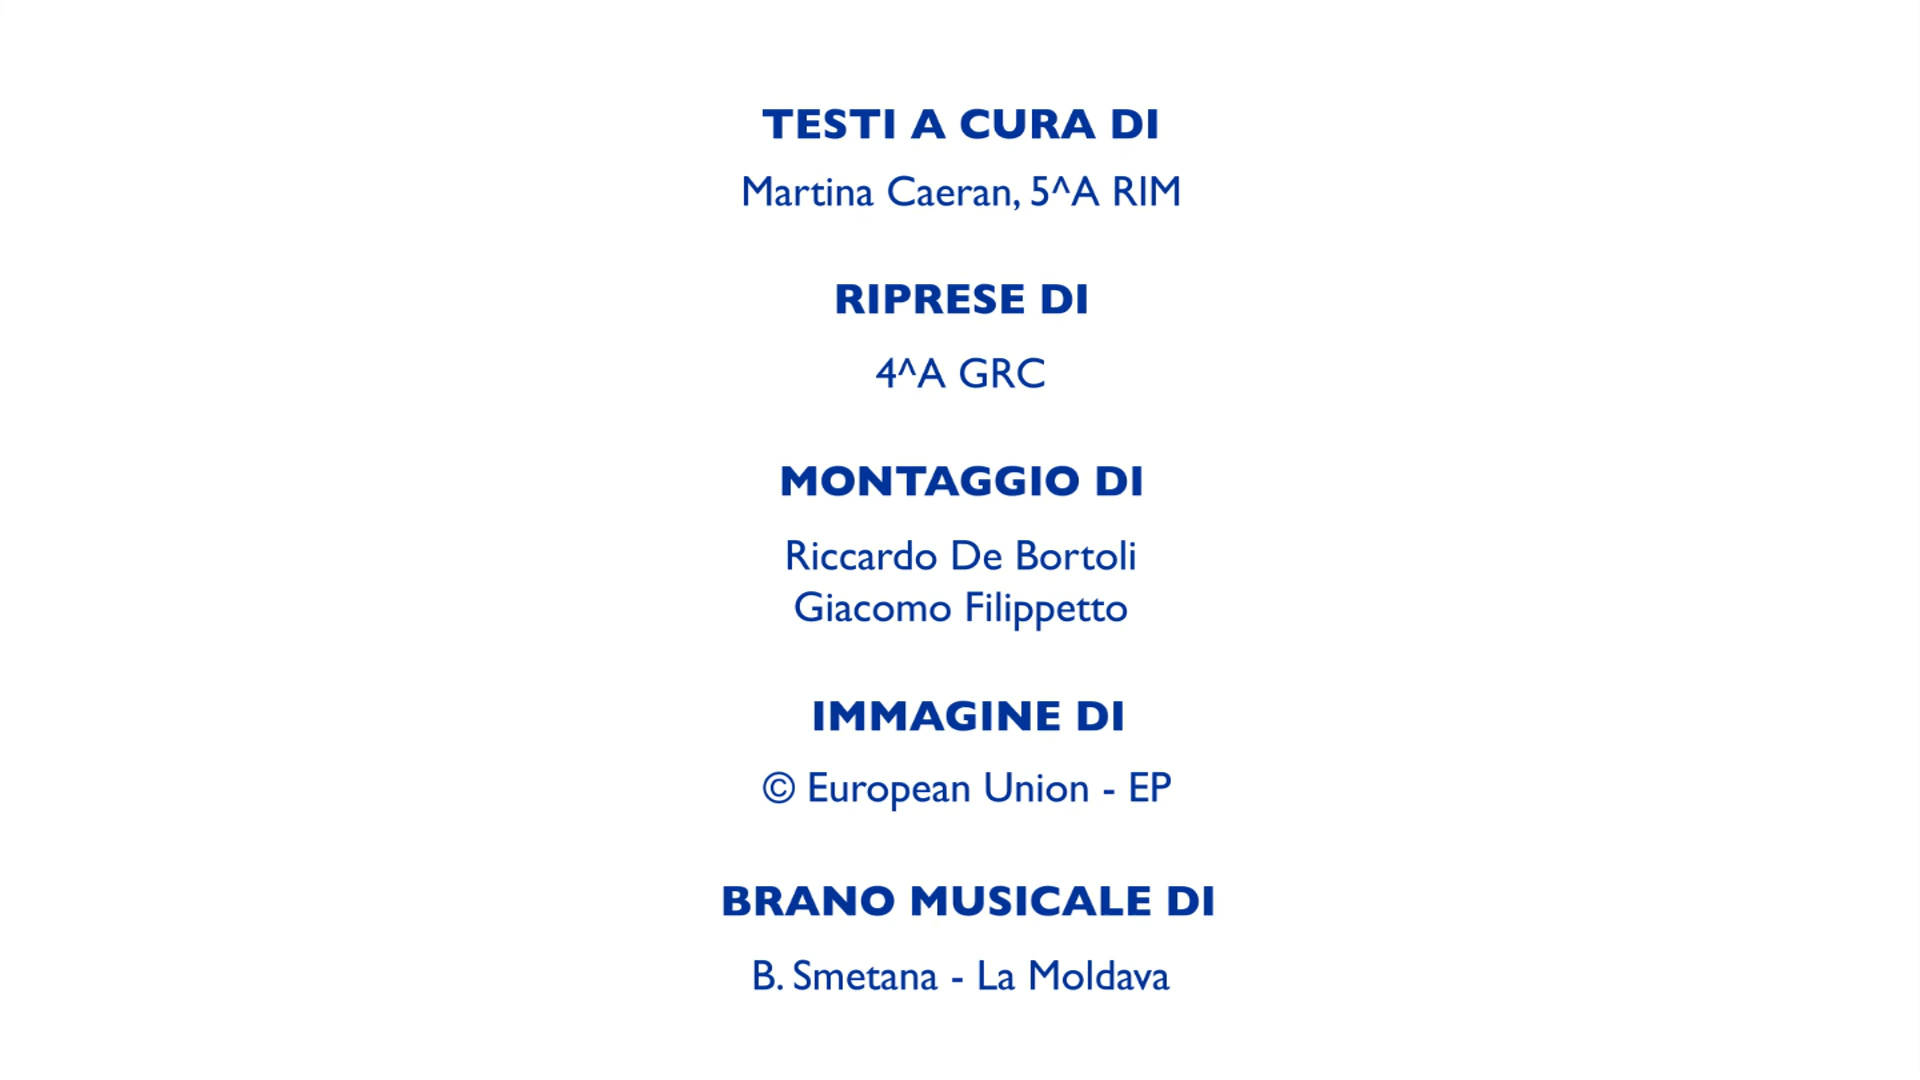 TESTI A CURA DI
Martina Caeran, 5^A RIM
RIPRESE DI
4^A GRC
MONTAGGIO DI
Riccardo De Bortoli
Giacomo Filippetto
IMMAGINE DI
© European Union - EP
BRANO MUSICALE DI
B. Smetana - La Moldava